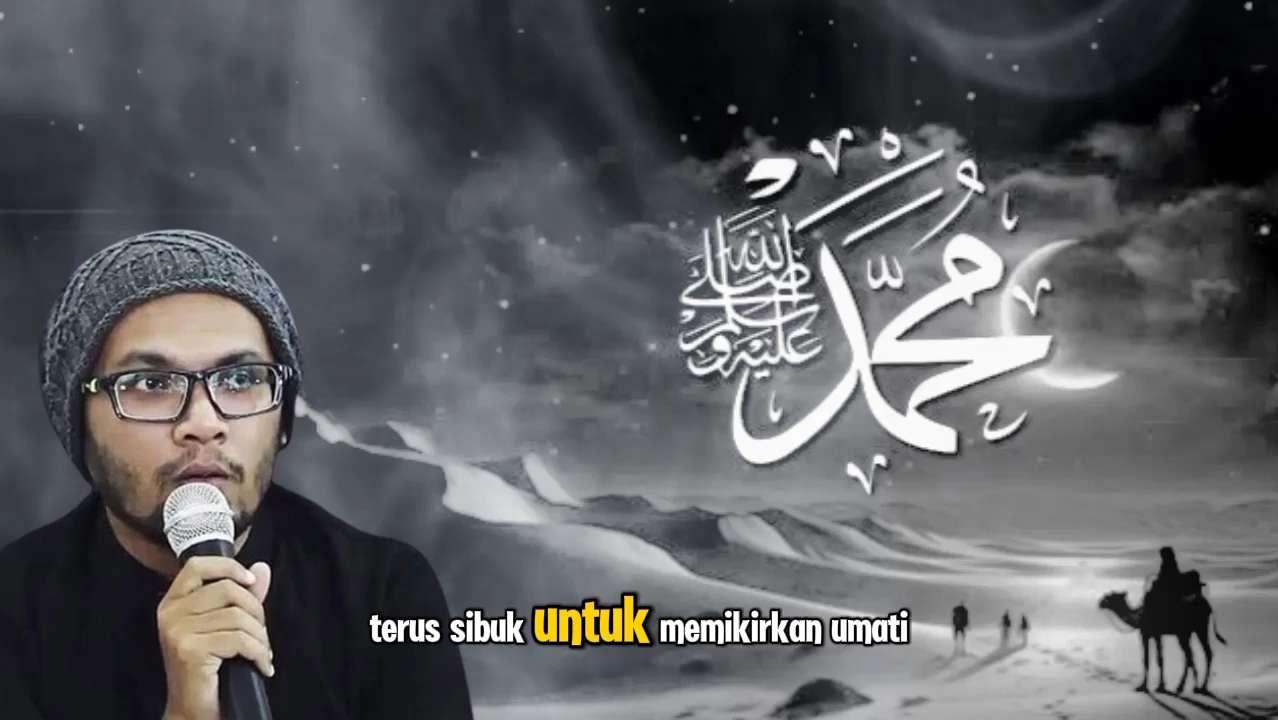 محمد
صلى الله عليه وسلم
terus sibuk untuk memikirkan umati